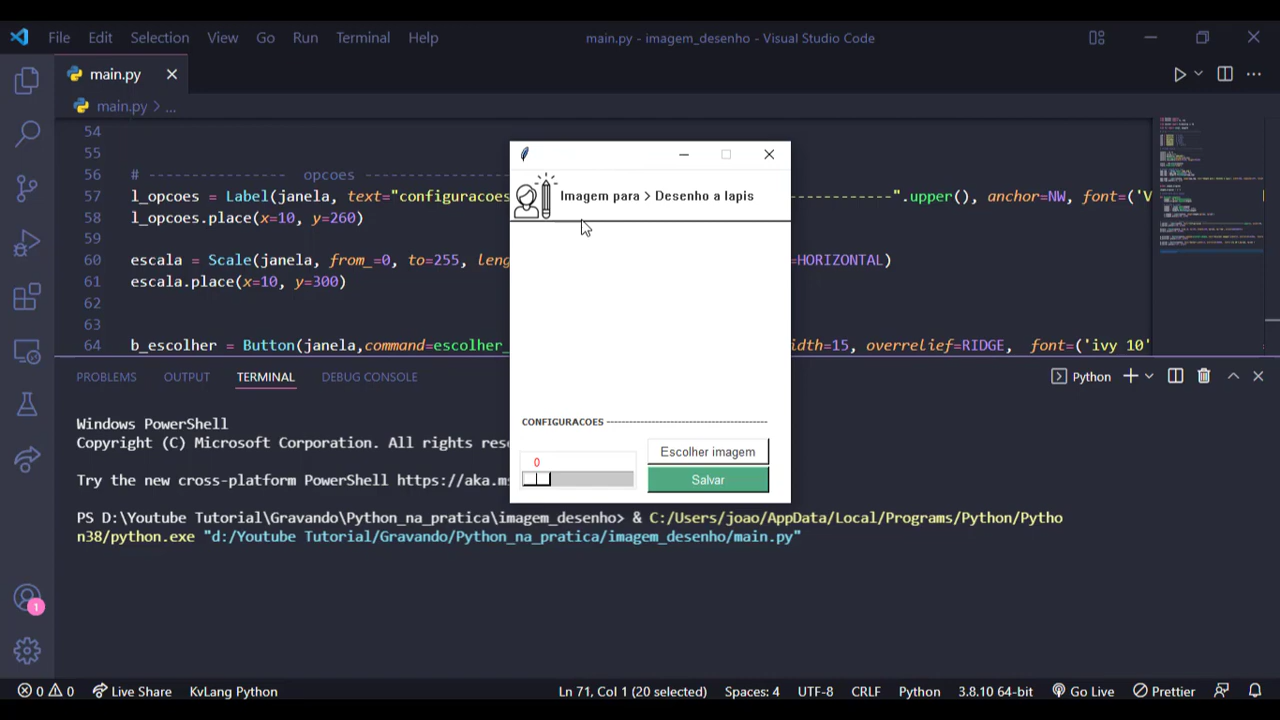 File Edit Selection View Go Run Terminal Help main.py - imagem_desenho - Visual Studio Code
main.py
main.py > ...
54
55
56 # --------------- opcoes
57 l_opcoes = Label(janela, text="configuracoes ".upper(), anchor=NW, font=('V
58 l_opcoes.place(x=10, y=260)
59
60 escala = Scale(janela, from_=0, to=255, leng =HORIZONTAL)
61 escala.place(x=10, y=300)
62
63
64 b_escolher = Button(janela,command=escolher_ width=15, overrelief=RIDGE, font=('ivy 10'
Imagem para > Desenho a lapis
CONFIGURACOES ------------------------------------------
0
Escolher imagem
Salvar
PROBLEMS OUTPUT TERMINAL DEBUG CONSOLE Python
Windows PowerShell
Copyright (C) Microsoft Corporation. All rights res
Try the new cross-platform PowerShell https://aka.ms
PS D:\Youtube Tutorial\Gravando\Python_na_pratica\imagem_desenho> & C:/Users/joao/AppData/Local/Programs/Python/Pytho
n38/python.exe "d:/Youtube Tutorial/Gravando/Python_na_pratica/imagem_desenho/main.py"
1
0 0 Live Share KvLang Python Ln 71, Col 1 (20 selected) Spaces: 4 UTF-8 CRLF Python 3.8.10 64-bit Go Live Prettier